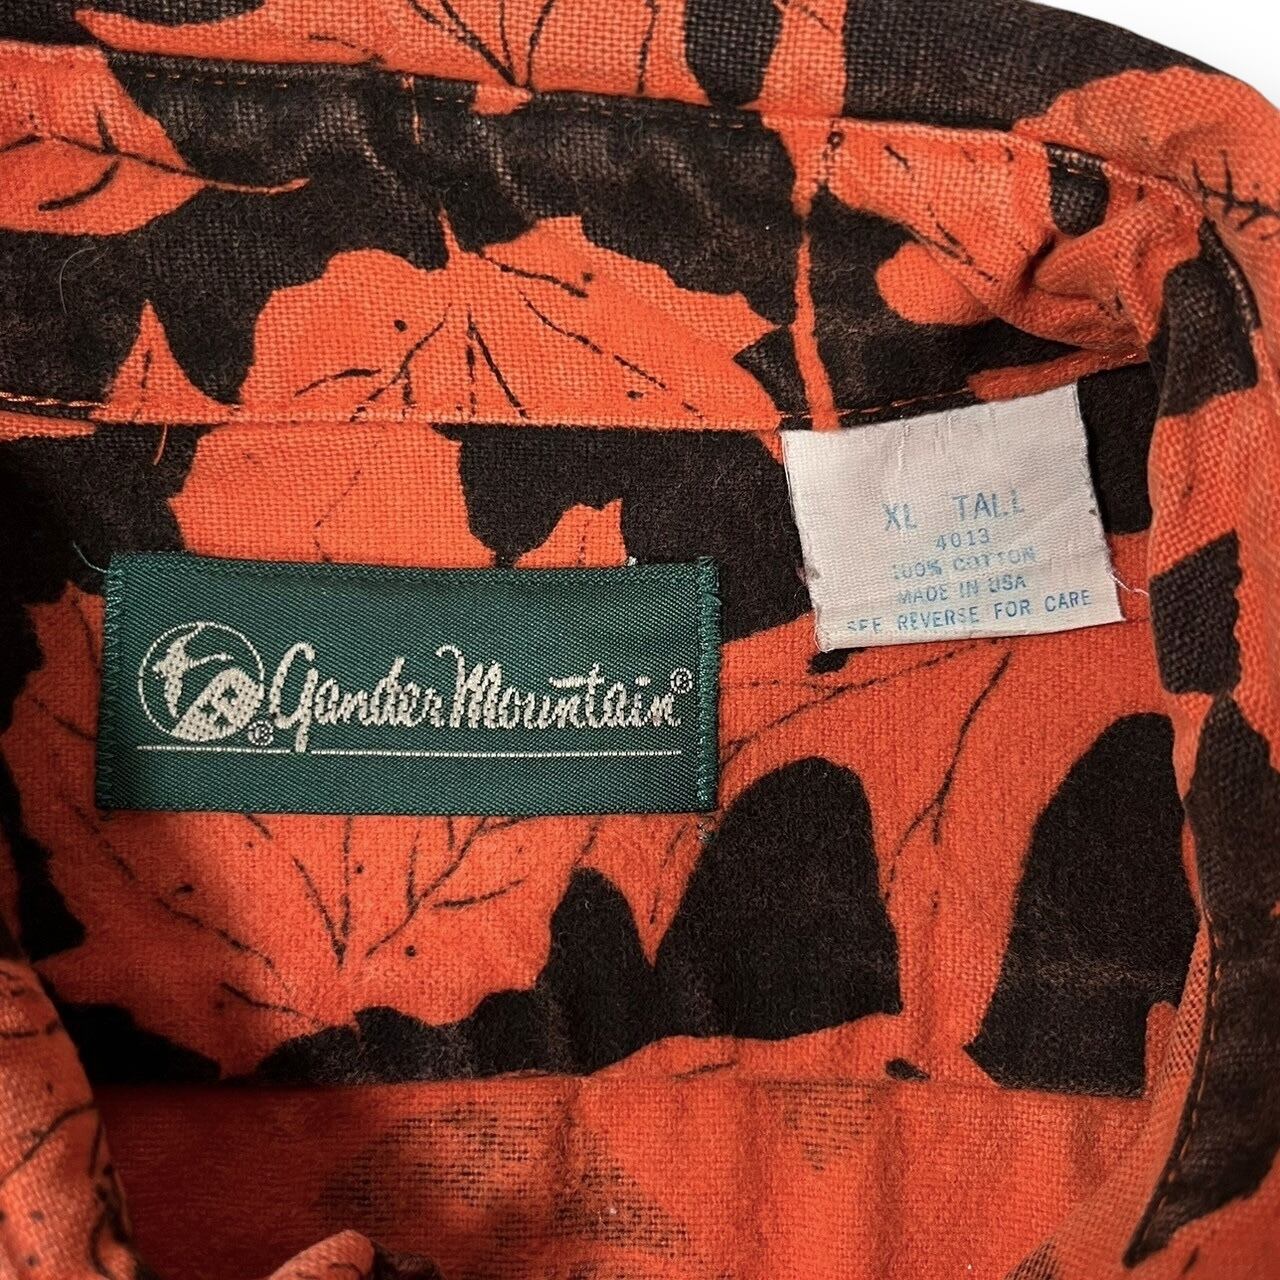 Gander Mountain®
®
XL TALL
4013
100% COTTON
MADE IN USA
SEE REVERSE FOR CARE